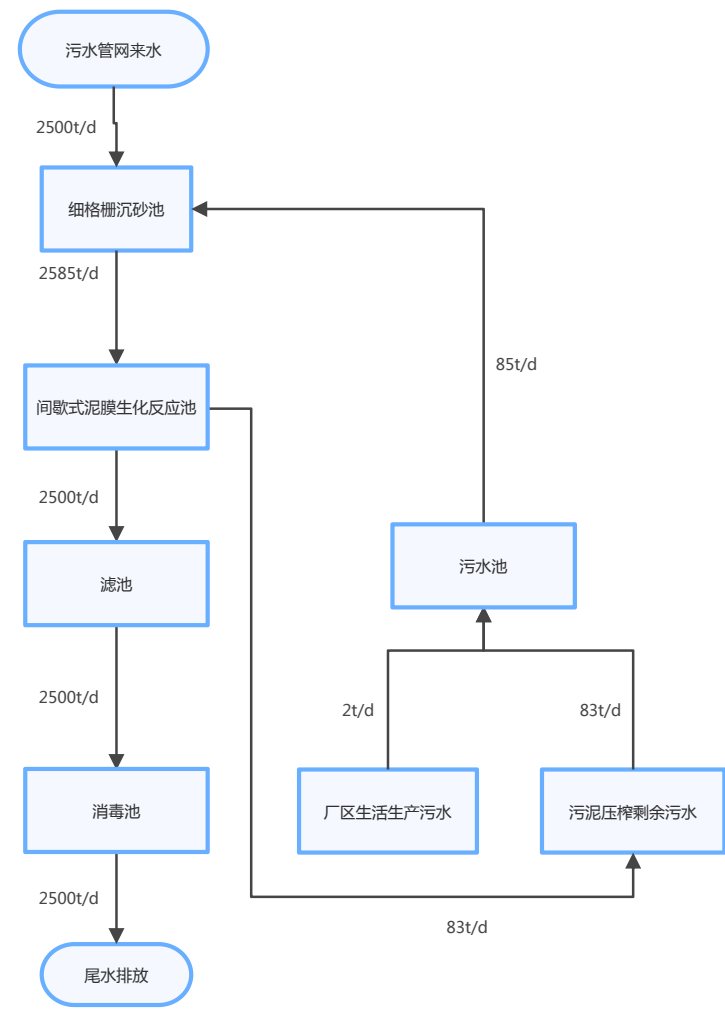 污水管网来水
2500t/d
细格栅沉砂池
2585t/d
85t/d
间歇式泥膜生化反应池
2500t/d
污水池
滤池
2500t/d
2t/d
83t/d
消毒池
厂区生活生产污水
污泥压榨剩余污水
2500t/d
83t/d
尾水排放